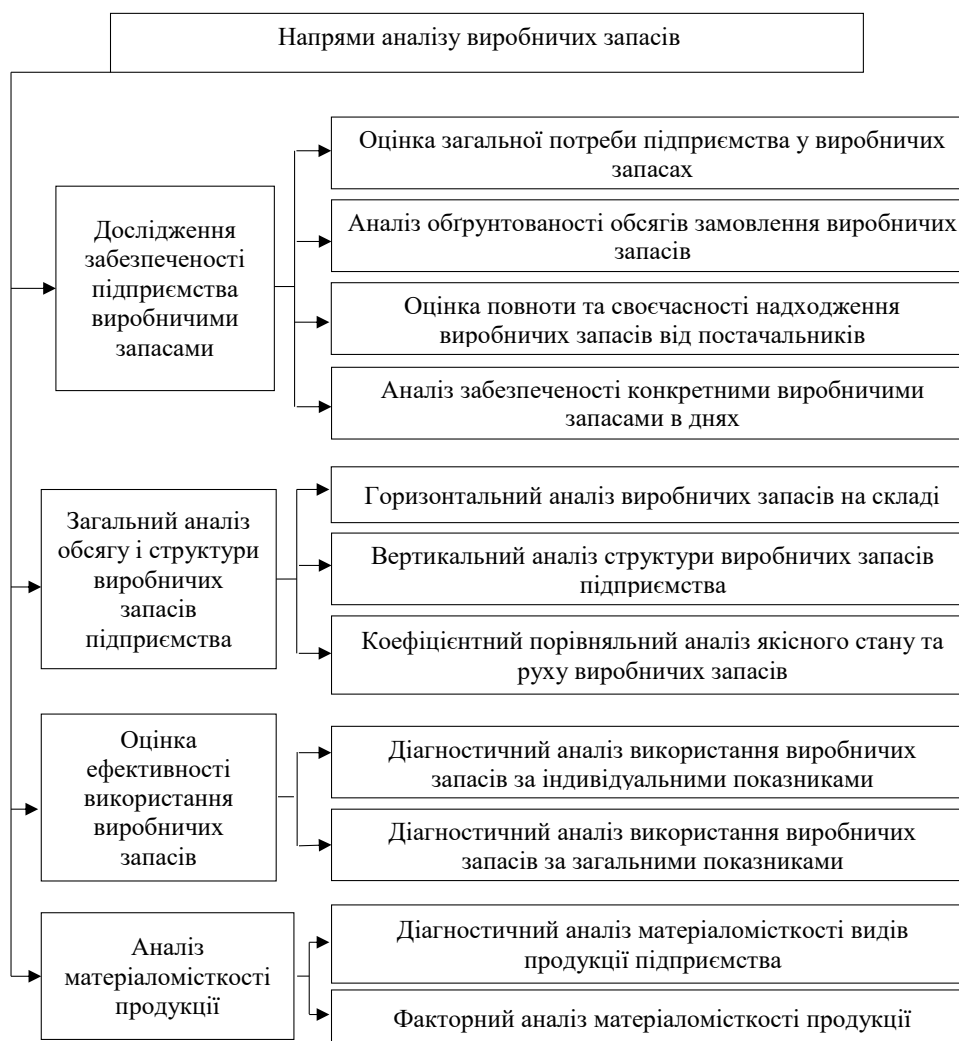 Напрями аналізу виробничих запасів
Дослідження
забезпеченості
підприємства
виробничими
запасами
Оцінка загальної потреби підприємства у виробничих
запасах
Аналіз обґрунтованості обсягів замовлення виробничих
запасів
Оцінка повноти та своєчасності надходження
виробничих запасів від постачальників
Аналіз забезпеченості конкретними виробничими
запасами в днях
Загальний аналіз
обсягу і структури
виробничих
запасів
підприємства
Горизонтальний аналіз виробничих запасів на складі
Вертикальний аналіз структури виробничих запасів
підприємства
Коефіцієнтний порівняльний аналіз якісного стану та
руху виробничих запасів
Оцінка
ефективності
використання
виробничих
запасів
Діагностичний аналіз використання виробничих
запасів за індивідуальними показниками
Діагностичний аналіз використання виробничих
запасів за загальними показниками
Аналіз
матеріаломісткості
продукції
Діагностичний аналіз матеріаломісткості видів
продукції підприємства
Факторний аналіз матеріаломісткості продукції